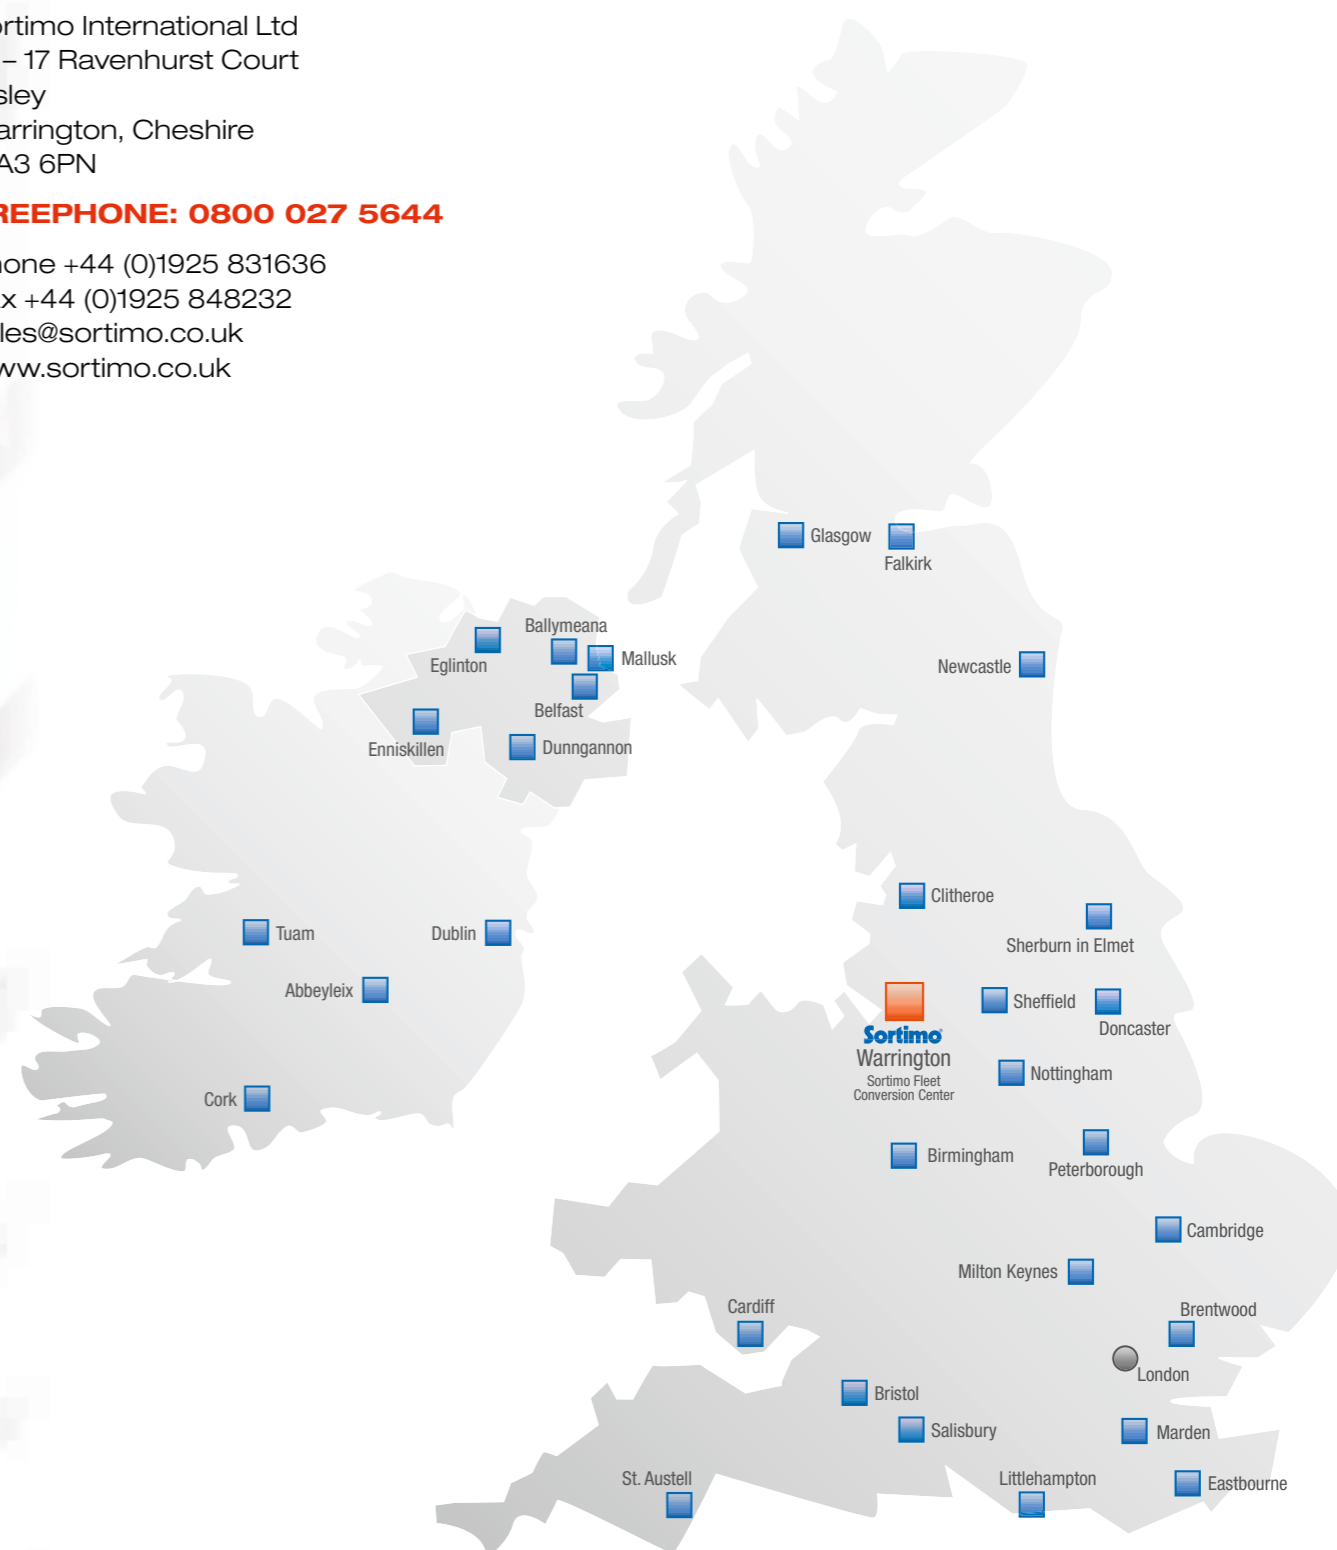 ortimo International Ltd
– 17 Ravenhurst Court
sley
arrington, Cheshire
A3 6PN
REEPHONE: 0800 027 5644
hone +44 (0)1925 831636
ax +44 (0)1925 848232
les@sortimo.co.uk
ww.sortimo.co.uk
Glasgow
Falkirk
Ballymeana
Eglinton
Mallusk
Newcastle
Belfast
Enniskillen
Dunngannon
Clitheroe
Tuam
Dublin
Sherburn in Elmet
Abbeyleix
Sheffield
Doncaster
Sortimo
Warrington
Sortimo Fleet
Conversion Center
Nottingham
Cork
Birmingham
Peterborough
Cambridge
Milton Keynes
Cardiff
Brentwood
London
Bristol
Salisbury
Marden
St. Austell
Littlehampton
Eastbourne